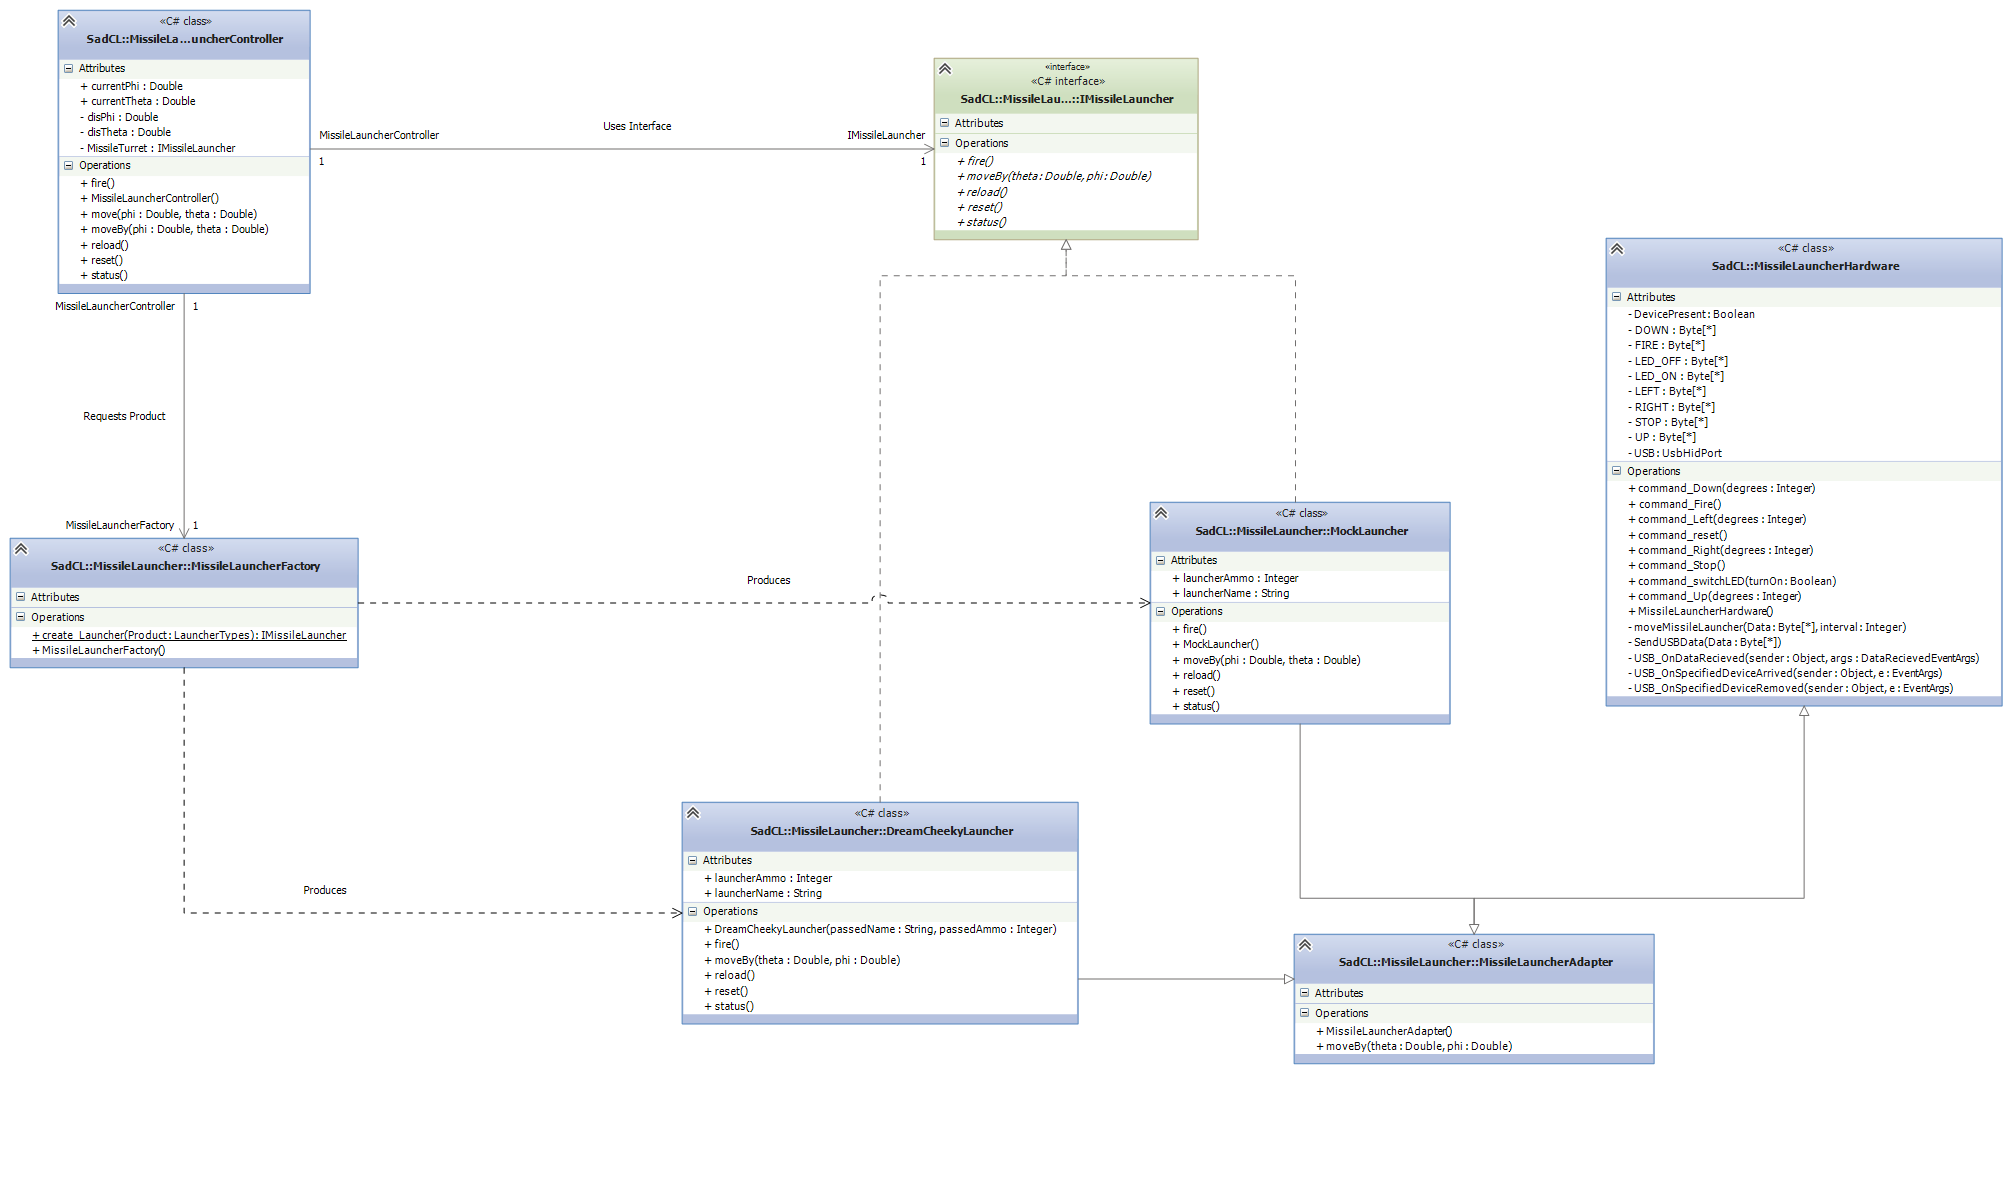 «C# class»
SadCL::MissileLa...uncherController
Attributes
+ currentPhi : Double
+ currentTheta : Double
- disPhi : Double
- disTheta : Double
- MissileTurret : IMissileLauncher
Operations
+ fire()
+ MissileLauncherController()
+ move(phi : Double, theta : Double)
+ moveBy(phi : Double, theta : Double)
+ reload()
+ reset()
+ status()
MissileLauncherController
1
Uses Interface
IMissileLauncher
1
«interface»
«C# interface»
SadCL::MissileLau...::IMissileLauncher
Attributes
Operations
+ fire()
+ moveBy(theta : Double, phi : Double)
+ reload()
+ reset()
+ status()
«C# class»
SadCL::MissileLauncherHardware
Attributes
- DevicePresent : Boolean
- DOWN : Byte[*]
- FIRE : Byte[*]
- LED_OFF : Byte[*]
- LED_ON : Byte[*]
- LEFT : Byte[*]
- RIGHT : Byte[*]
- STOP : Byte[*]
- UP : Byte[*]
- USB : UsbHidPort
Operations
+ command_Down(degrees : Integer)
+ command_Fire()
+ command_Left(degrees : Integer)
+ command_reset()
+ command_Right(degrees : Integer)
+ command_Stop()
+ command_switchLED(turnOn : Boolean)
+ command_Up(degrees : Integer)
+ MissileLauncherHardware()
- moveMissileLauncher(Data : Byte[*], interval : Integer)
- SendUSBData(Data : Byte[*])
- USB_OnDataRecieved(sender : Object, args : DataRecievedEventArgs)
- USB_OnSpecifiedDeviceArrived(sender : Object, e : EventArgs)
- USB_OnSpecifiedDeviceRemoved(sender : Object, e : EventArgs)
MissileLauncherController
1
Requests Product
MissileLauncherFactory
1
«C# class»
SadCL::MissileLauncher::MissileLauncherFactory
Attributes
Operations
+ create_Launcher(Product : LauncherTypes) : IMissileLauncher
+ MissileLauncherFactory()
Produces
«C# class»
SadCL::MissileLauncher::MockLauncher
Attributes
+ launcherAmmo : Integer
+ launcherName : String
Operations
+ fire()
+ MockLauncher()
+ moveBy(phi : Double, theta : Double)
+ reload()
+ reset()
+ status()
Produces
«C# class»
SadCL::MissileLauncher::DreamCheekyLauncher
Attributes
+ launcherAmmo : Integer
+ launcherName : String
Operations
+ DreamCheekyLauncher(passedName : String, passedAmmo : Integer)
+ fire()
+ moveBy(theta : Double, phi : Double)
+ reload()
+ reset()
+ status()
«C# class»
SadCL::MissileLauncher::MissileLauncherAdapter
Attributes
Operations
+ MissileLauncherAdapter()
+ moveBy(theta : Double, phi : Double)